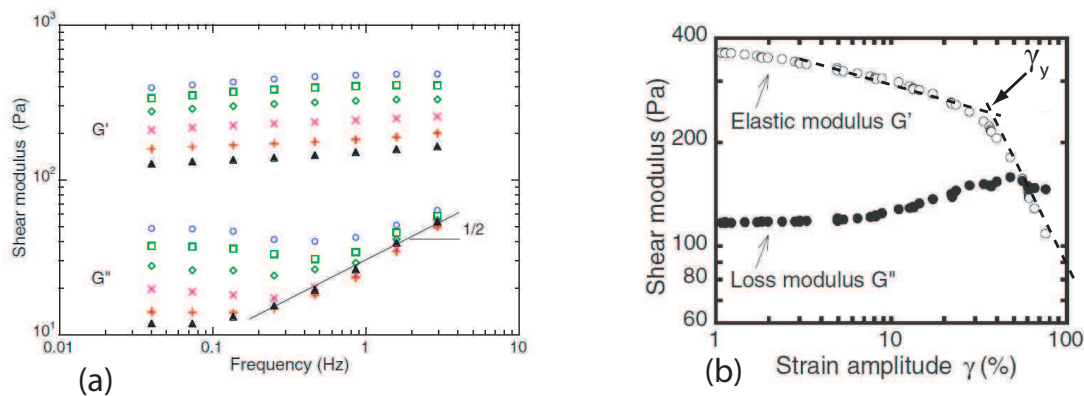 10³
Shear modulus (Pa)
G'
10²
G"
1/2
10¹
0.01
0.1
1
10
Frequency (Hz)
(a)
400
γy
Elastic modulus G'
200
Shear modulus (Pa)
100
80
Loss modulus G"
60
1
10
100
Strain amplitude γ (%)
(b)